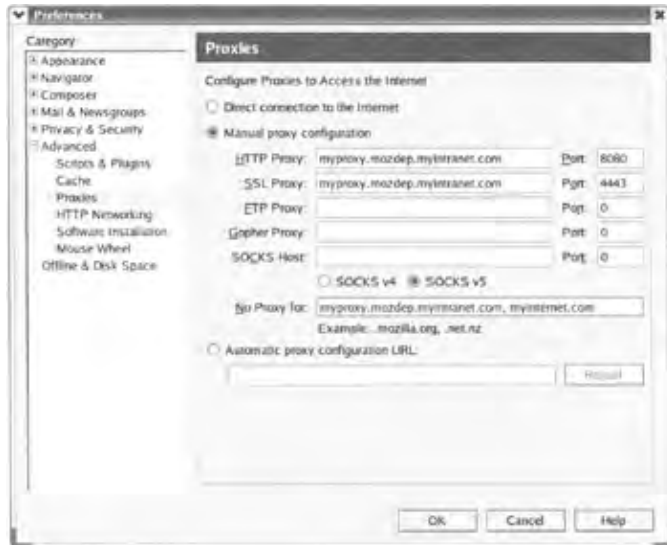 Preferences
Category
Appearance
Navigator
Composer
Mail & Newsgroups
Privacy & Security
Advanced
Scripts & Plugins
Cache
Proxies
HTTP Networking
Software Installation
Mouse Wheel
Offline & Disk Space
Proxies
Configure Proxies to Access the Internet
Direct connection to the Internet
Manual proxy configuration
HTTP Proxy: myproxy.mozdep.myintranet.com Port: 8080
SSL Proxy: myproxy.mozdep.myintranet.com Port: 4443
FTP Proxy: Port: 0
Gopher Proxy: Port: 0
SOCKS Host: Port: 0
SOCKS v4 SOCKS v5
No Proxy for: myproxy.mozdep.myintranet.com, myinternet.com
Example: .mozilla.org, .net.nz
Automatic proxy configuration URL:
Reload
OK Cancel Help